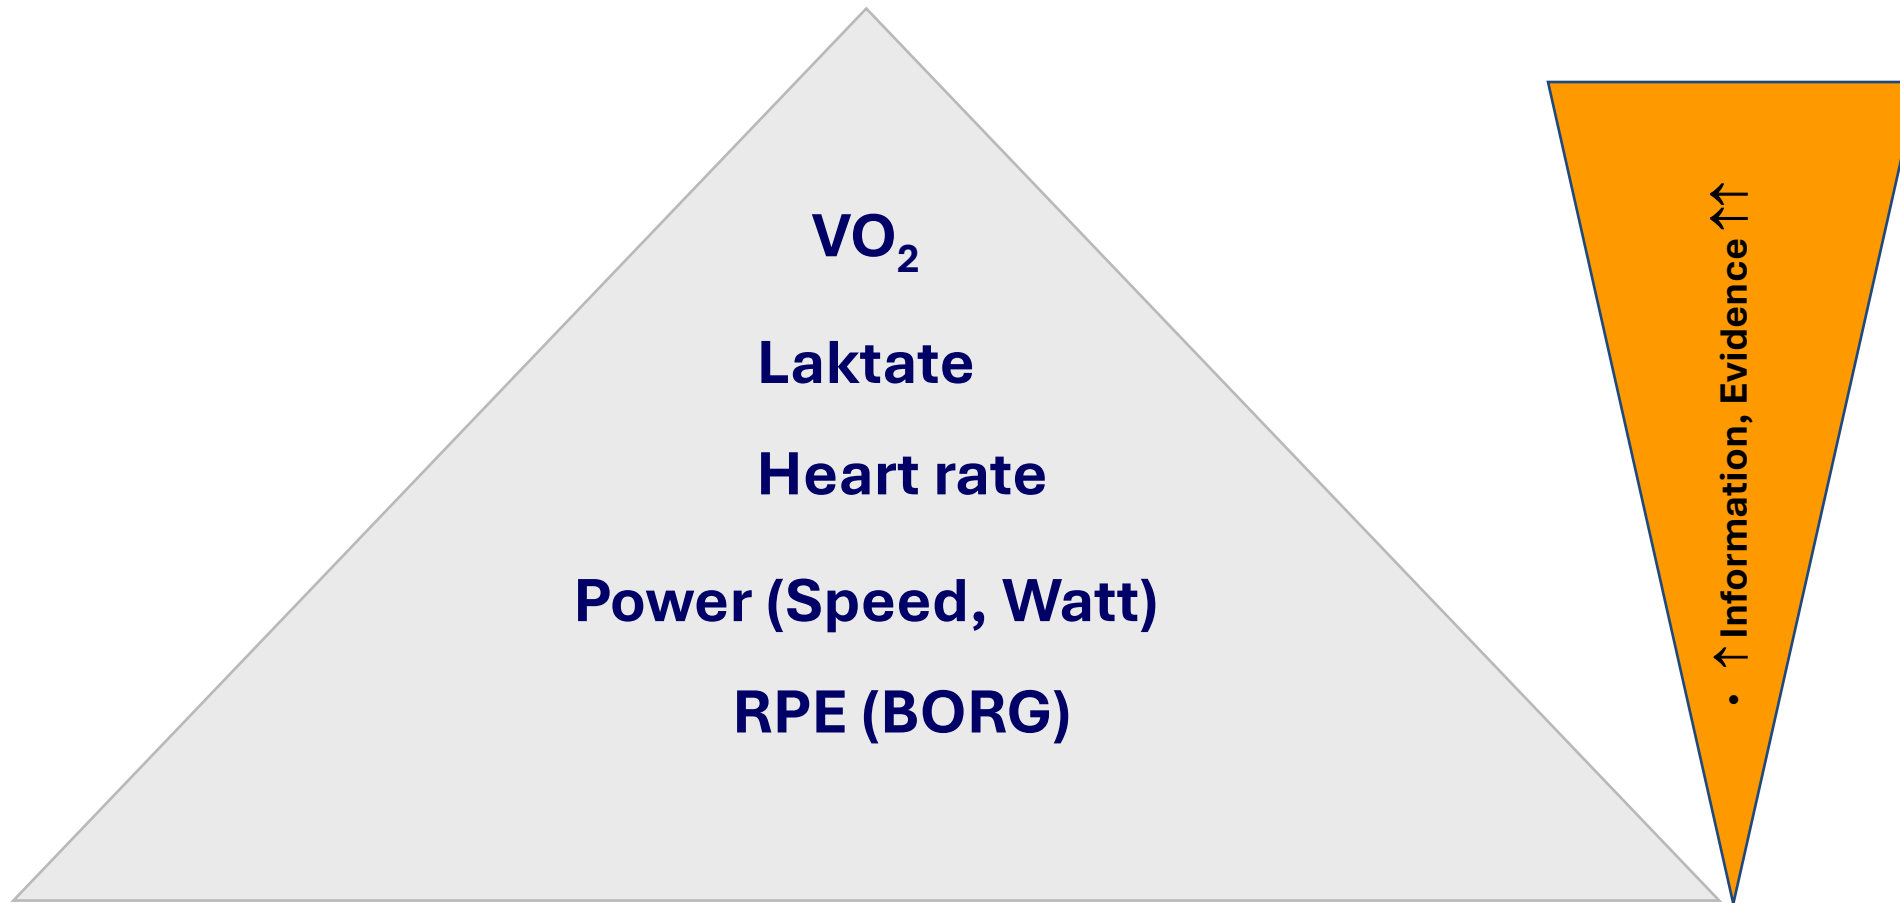 VO₂
Laktate
Heart rate
Power (Speed, Watt)
RPE (BORG)
• ↑ Information, Evidence ↑↑